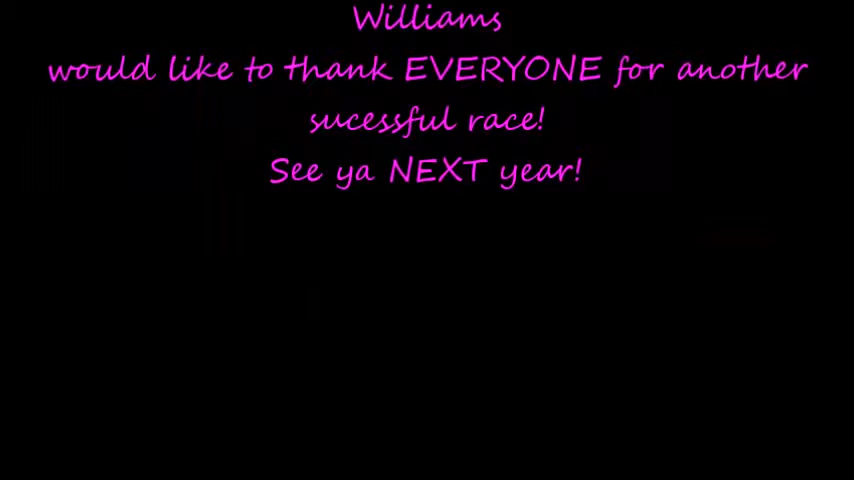 Williams
would like to thank EVERYONE for another
sucessful race!
See ya NEXT year!